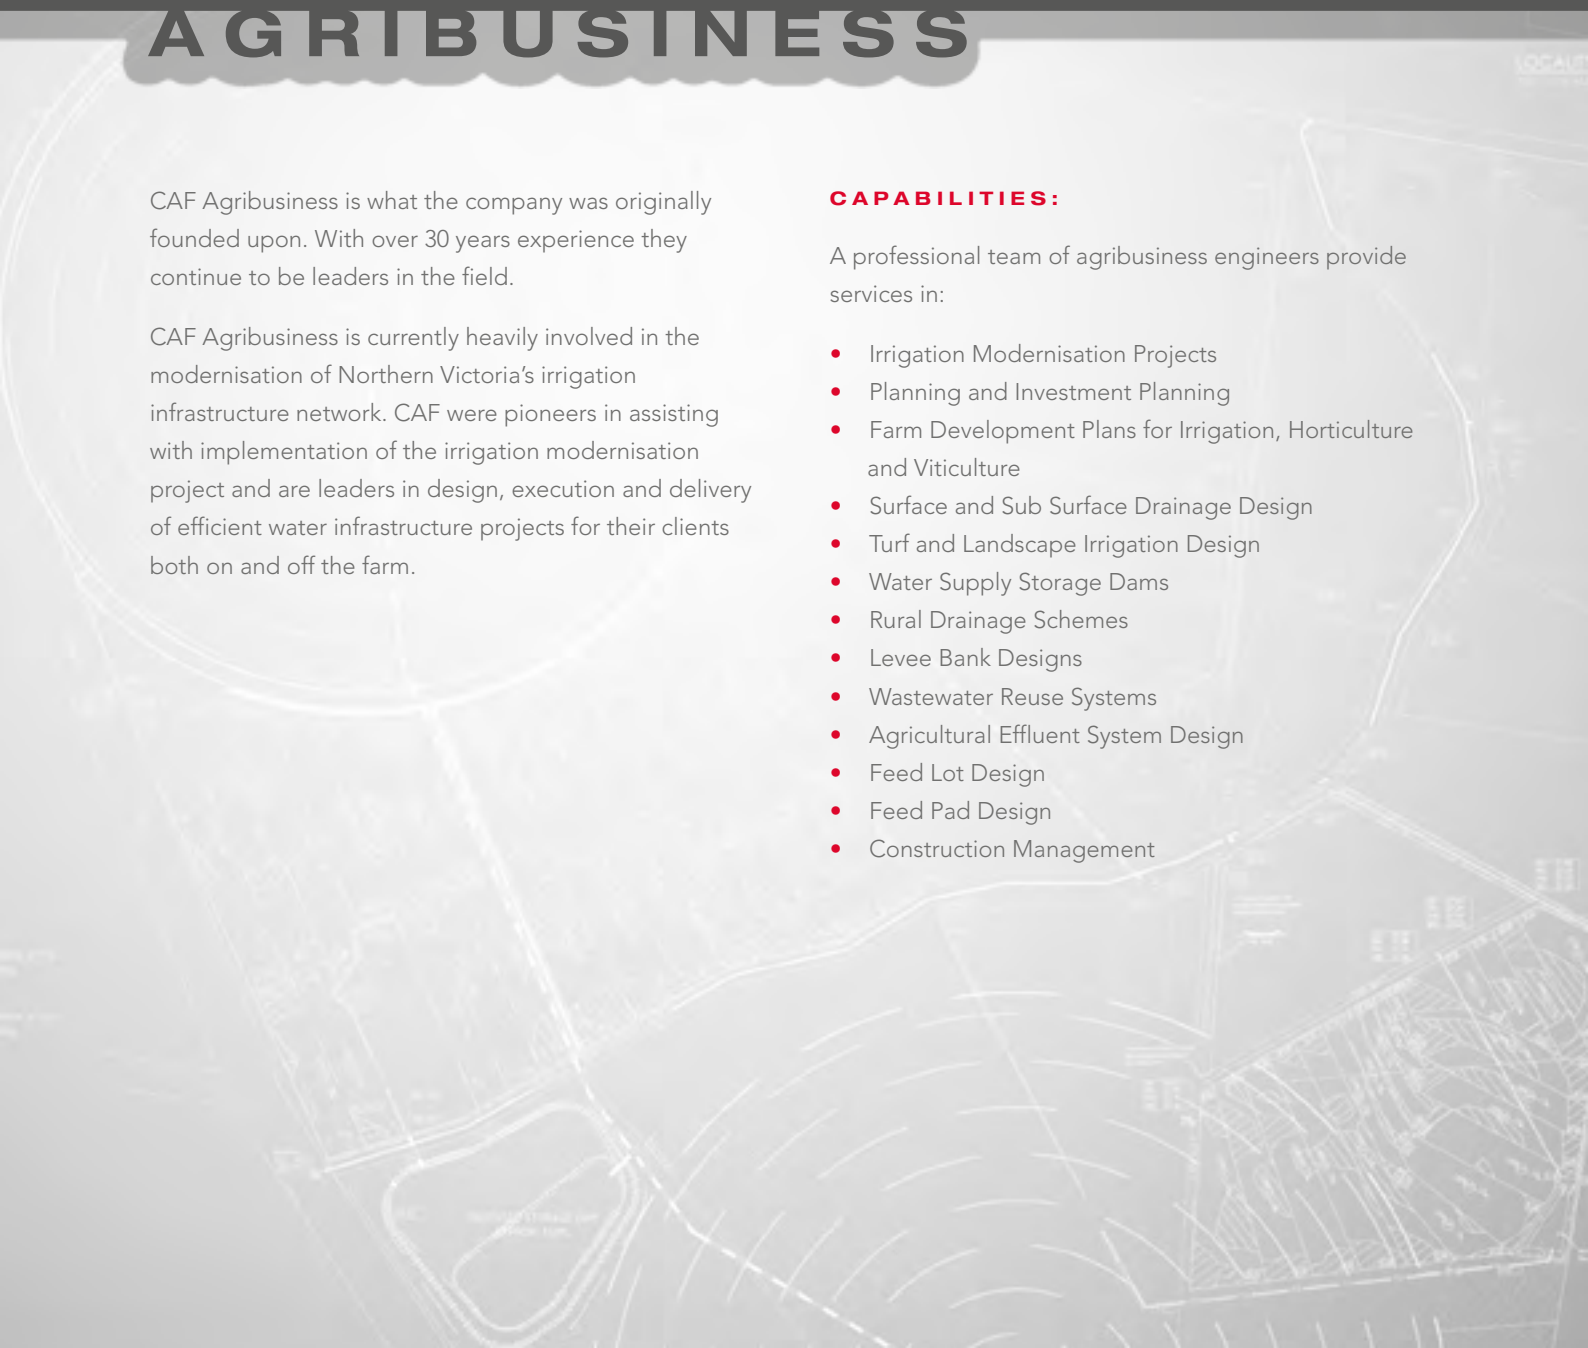 AGRIBUSINESS
CAF Agribusiness is what the company was originally
founded upon. With over 30 years experience they
continue to be leaders in the field.
CAF Agribusiness is currently heavily involved in the
modernisation of Northern Victoria’s irrigation
infrastructure network. CAF were pioneers in assisting
with implementation of the irrigation modernisation
project and are leaders in design, execution and delivery
of efficient water infrastructure projects for their clients
both on and off the farm.
CAPABILITIES:
A professional team of agribusiness engineers provide
services in:
• Irrigation Modernisation Projects
• Planning and Investment Planning
• Farm Development Plans for Irrigation, Horticulture
and Viticulture
• Surface and Sub Surface Drainage Design
• Turf and Landscape Irrigation Design
• Water Supply Storage Dams
• Rural Drainage Schemes
• Levee Bank Designs
• Wastewater Reuse Systems
• Agricultural Effluent System Design
• Feed Lot Design
• Feed Pad Design
• Construction Management